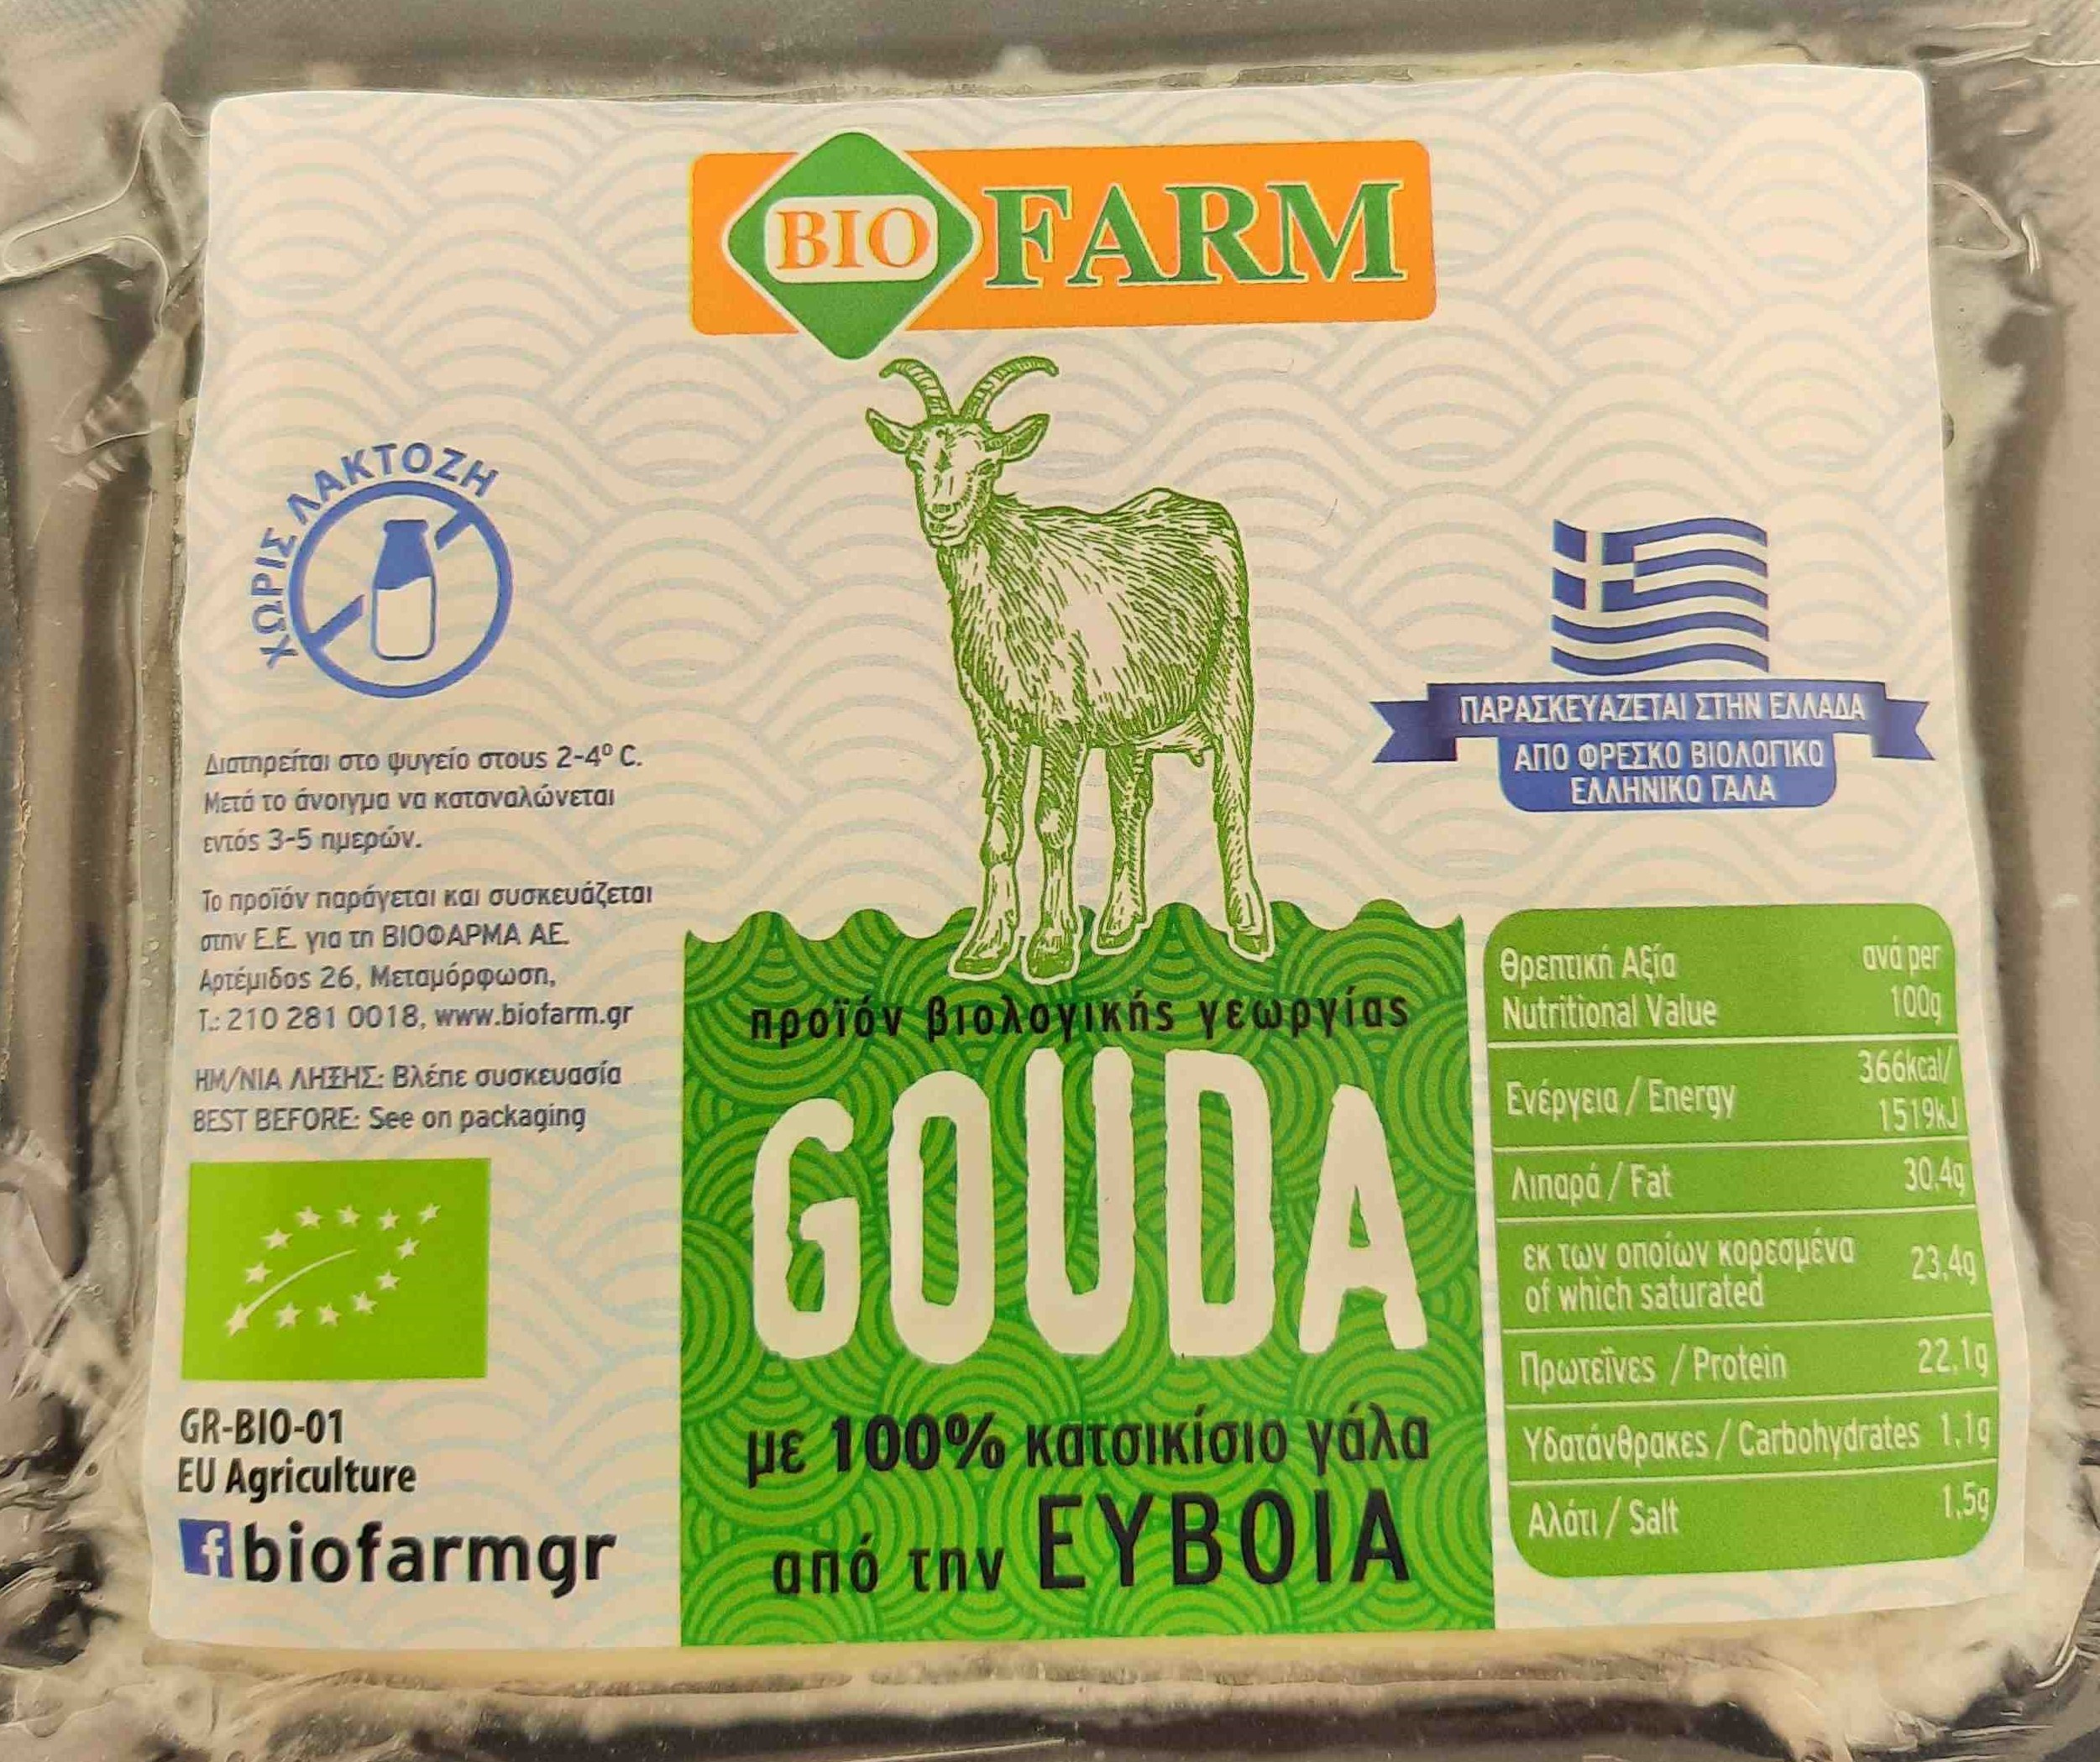 BIO FARM
ΧΩΡΙΣ ΛΑΚΤΟΖΗ
Διατηρείται στο ψυγείο στους 2-4º C.
Μετά το άνοιγμα να καταναλώνεται
εντός 3-5 ημερών.
Το προϊόν παράγεται και συσκευάζεται
στην Ε.Ε. για τη ΒΙΟΦΑΡΜΑ ΑΕ.
Αρτέμιδος 26, Μεταμόρφωση,
Τ.: 210 281 0018, www.biofarm.gr
ΗΜ/ΝΙΑ ΛΗΞΗΣ: Βλέπε συσκευασία
BEST BEFORE: See on packaging
GR-BIO-01
EU Agriculture
f biofarmgr
προϊόν βιολογικής γεωργίας
GOUDA
με 100% κατσικίσιο γάλα
από την ΕΥΒΟΙΑ
ΠΑΡΑΣΚΕΥΑΖΕΤΑΙ ΣΤΗΝ ΕΛΛΑΔΑ
ΑΠΟ ΦΡΕΣΚΟ ΒΙΟΛΟΓΙΚΟ
ΕΛΛΗΝΙΚΟ ΓΑΛΑ
Θρεπτική Αξία ανά per
Nutritional Value 100g
Ενέργεια / Energy 366kcal/
1519kJ
Λιπαρά / Fat 30,4g
εκ των οποίων κορεσμένα
of which saturated 23,4g
Πρωτεΐνες / Protein 22,1g
Υδατάνθρακες / Carbohydrates 1,1g
Αλάτι / Salt 1,5g